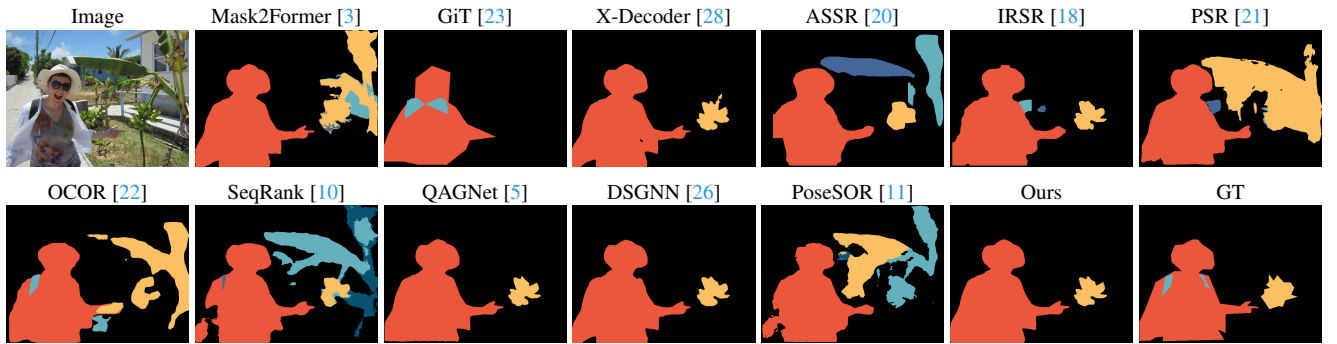 Image Mask2Former [3] GiT [23] X-Decoder [28] ASSR [20] IRSR [18] PSR [21]
OCOR [22] SeqRank [10] QAGNet [5] DSGNN [26] PoseSOR [11] Ours GT